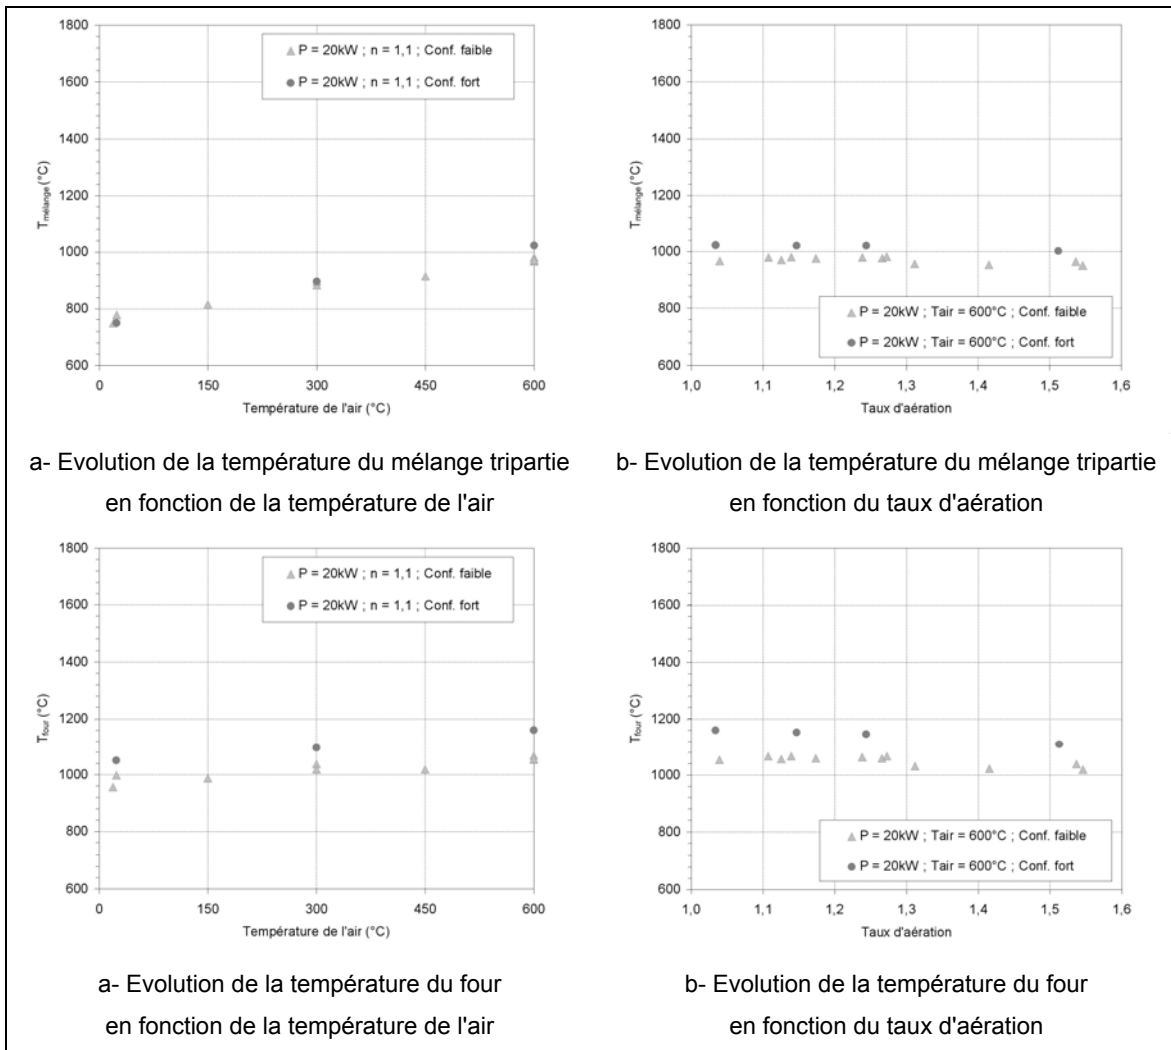 1800
1600
1400
1200
1000
800
600
T mélange (°C)
P = 20kW ; n = 1,1 ; Conf. faible
P = 20kW ; n = 1,1 ; Conf. fort
0 150 300 450 600
Température de l'air (°C)
1800
1600
1400
1200
1000
800
600
T mélange (°C)
P = 20kW ; Tair = 600°C ; Conf. faible
P = 20kW ; Tair = 600°C ; Conf. fort
1,0 1,1 1,2 1,3 1,4 1,5 1,6
Taux d'aération
a- Evolution de la température du mélange tripartie
en fonction de la température de l'air
b- Evolution de la température du mélange tripartie
en fonction du taux d'aération
1800
1600
1400
1200
1000
800
600
T four (°C)
P = 20kW ; n = 1,1 ; Conf. faible
P = 20kW ; n = 1,1 ; Conf. fort
0 150 300 450 600
Température de l'air (°C)
1800
1600
1400
1200
1000
800
600
T four (°C)
P = 20kW ; Tair = 600°C ; Conf. faible
P = 20kW ; Tair = 600°C ; Conf. fort
1,0 1,1 1,2 1,3 1,4 1,5 1,6
Taux d'aération
a- Evolution de la température du four
en fonction de la température de l'air
b- Evolution de la température du four
en fonction du taux d'aération